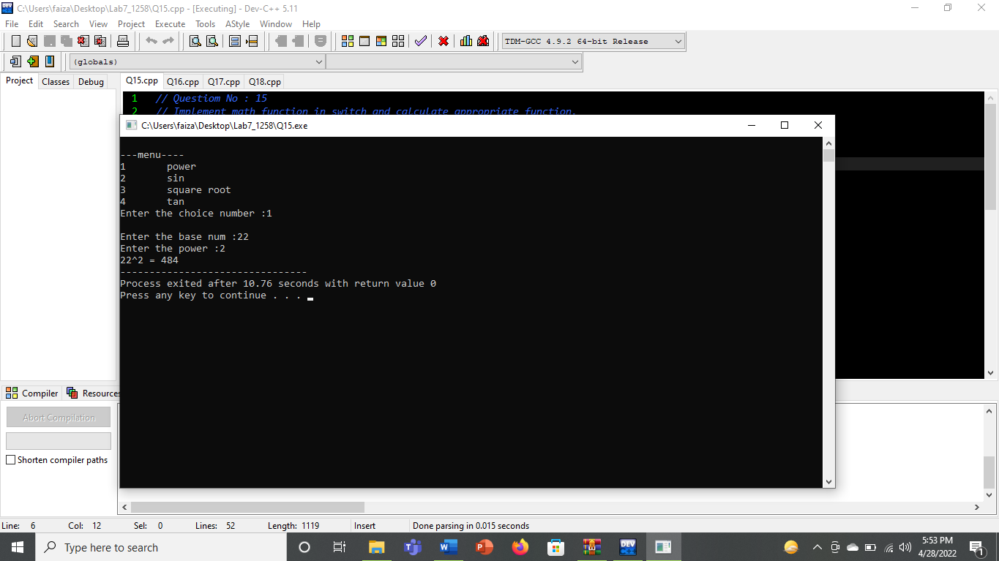 C:\Users\faiza\Desktop\Lab7_1258\Q15.cpp - [Executing] - Dev-C++ 5.11
File Edit Search View Project Execute Tools AStyle Window Help
TDM-GCC 4.9.2 64-bit Release
(globals)
Project Classes Debug Q15.cpp Q16.cpp Q17.cpp Q18.cpp
1 // Questiom No : 15
2 // Implement math function in switch and calculate appropriate function.
C:\Users\faiza\Desktop\Lab7_1258\Q15.exe
---menu----
1 power
2 sin
3 square root
4 tan
Enter the choice number :1
Enter the base num :22
Enter the power :2
22^2 = 484
--------------------------------
Process exited after 10.76 seconds with return value 0
Press any key to continue . . .
Compiler Resources
Abort Compilation
Shorten compiler paths
Line: 6 Col: 12 Sel: 0 Lines: 52 Length: 1119 Insert Done parsing in 0.015 seconds
Type here to search
5:53 PM
4/28/2022
1